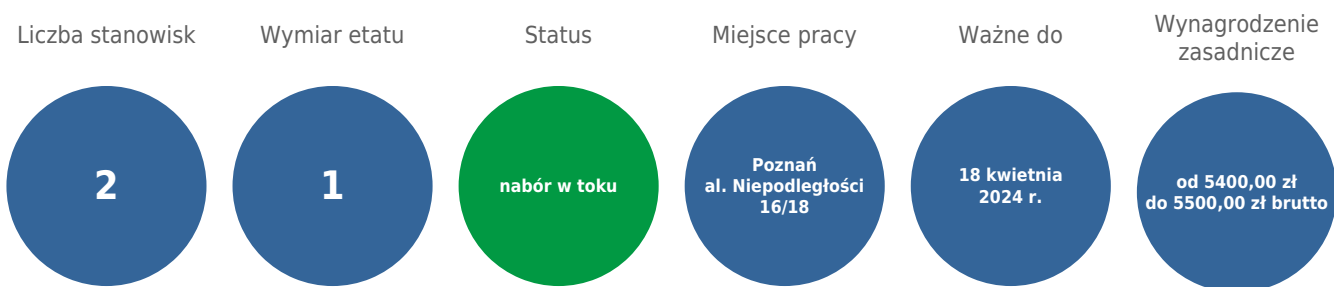 Liczba stanowisk
2
Wymiar etatu
1
Status
nabór w toku
Miejsce pracy
Poznań
al. Niepodległości
16/18
Ważne do
18 kwietnia
2024 r.
Wynagrodzenie
zasadnicze
od 5400,00 zł
do 5500,00 zł brutto